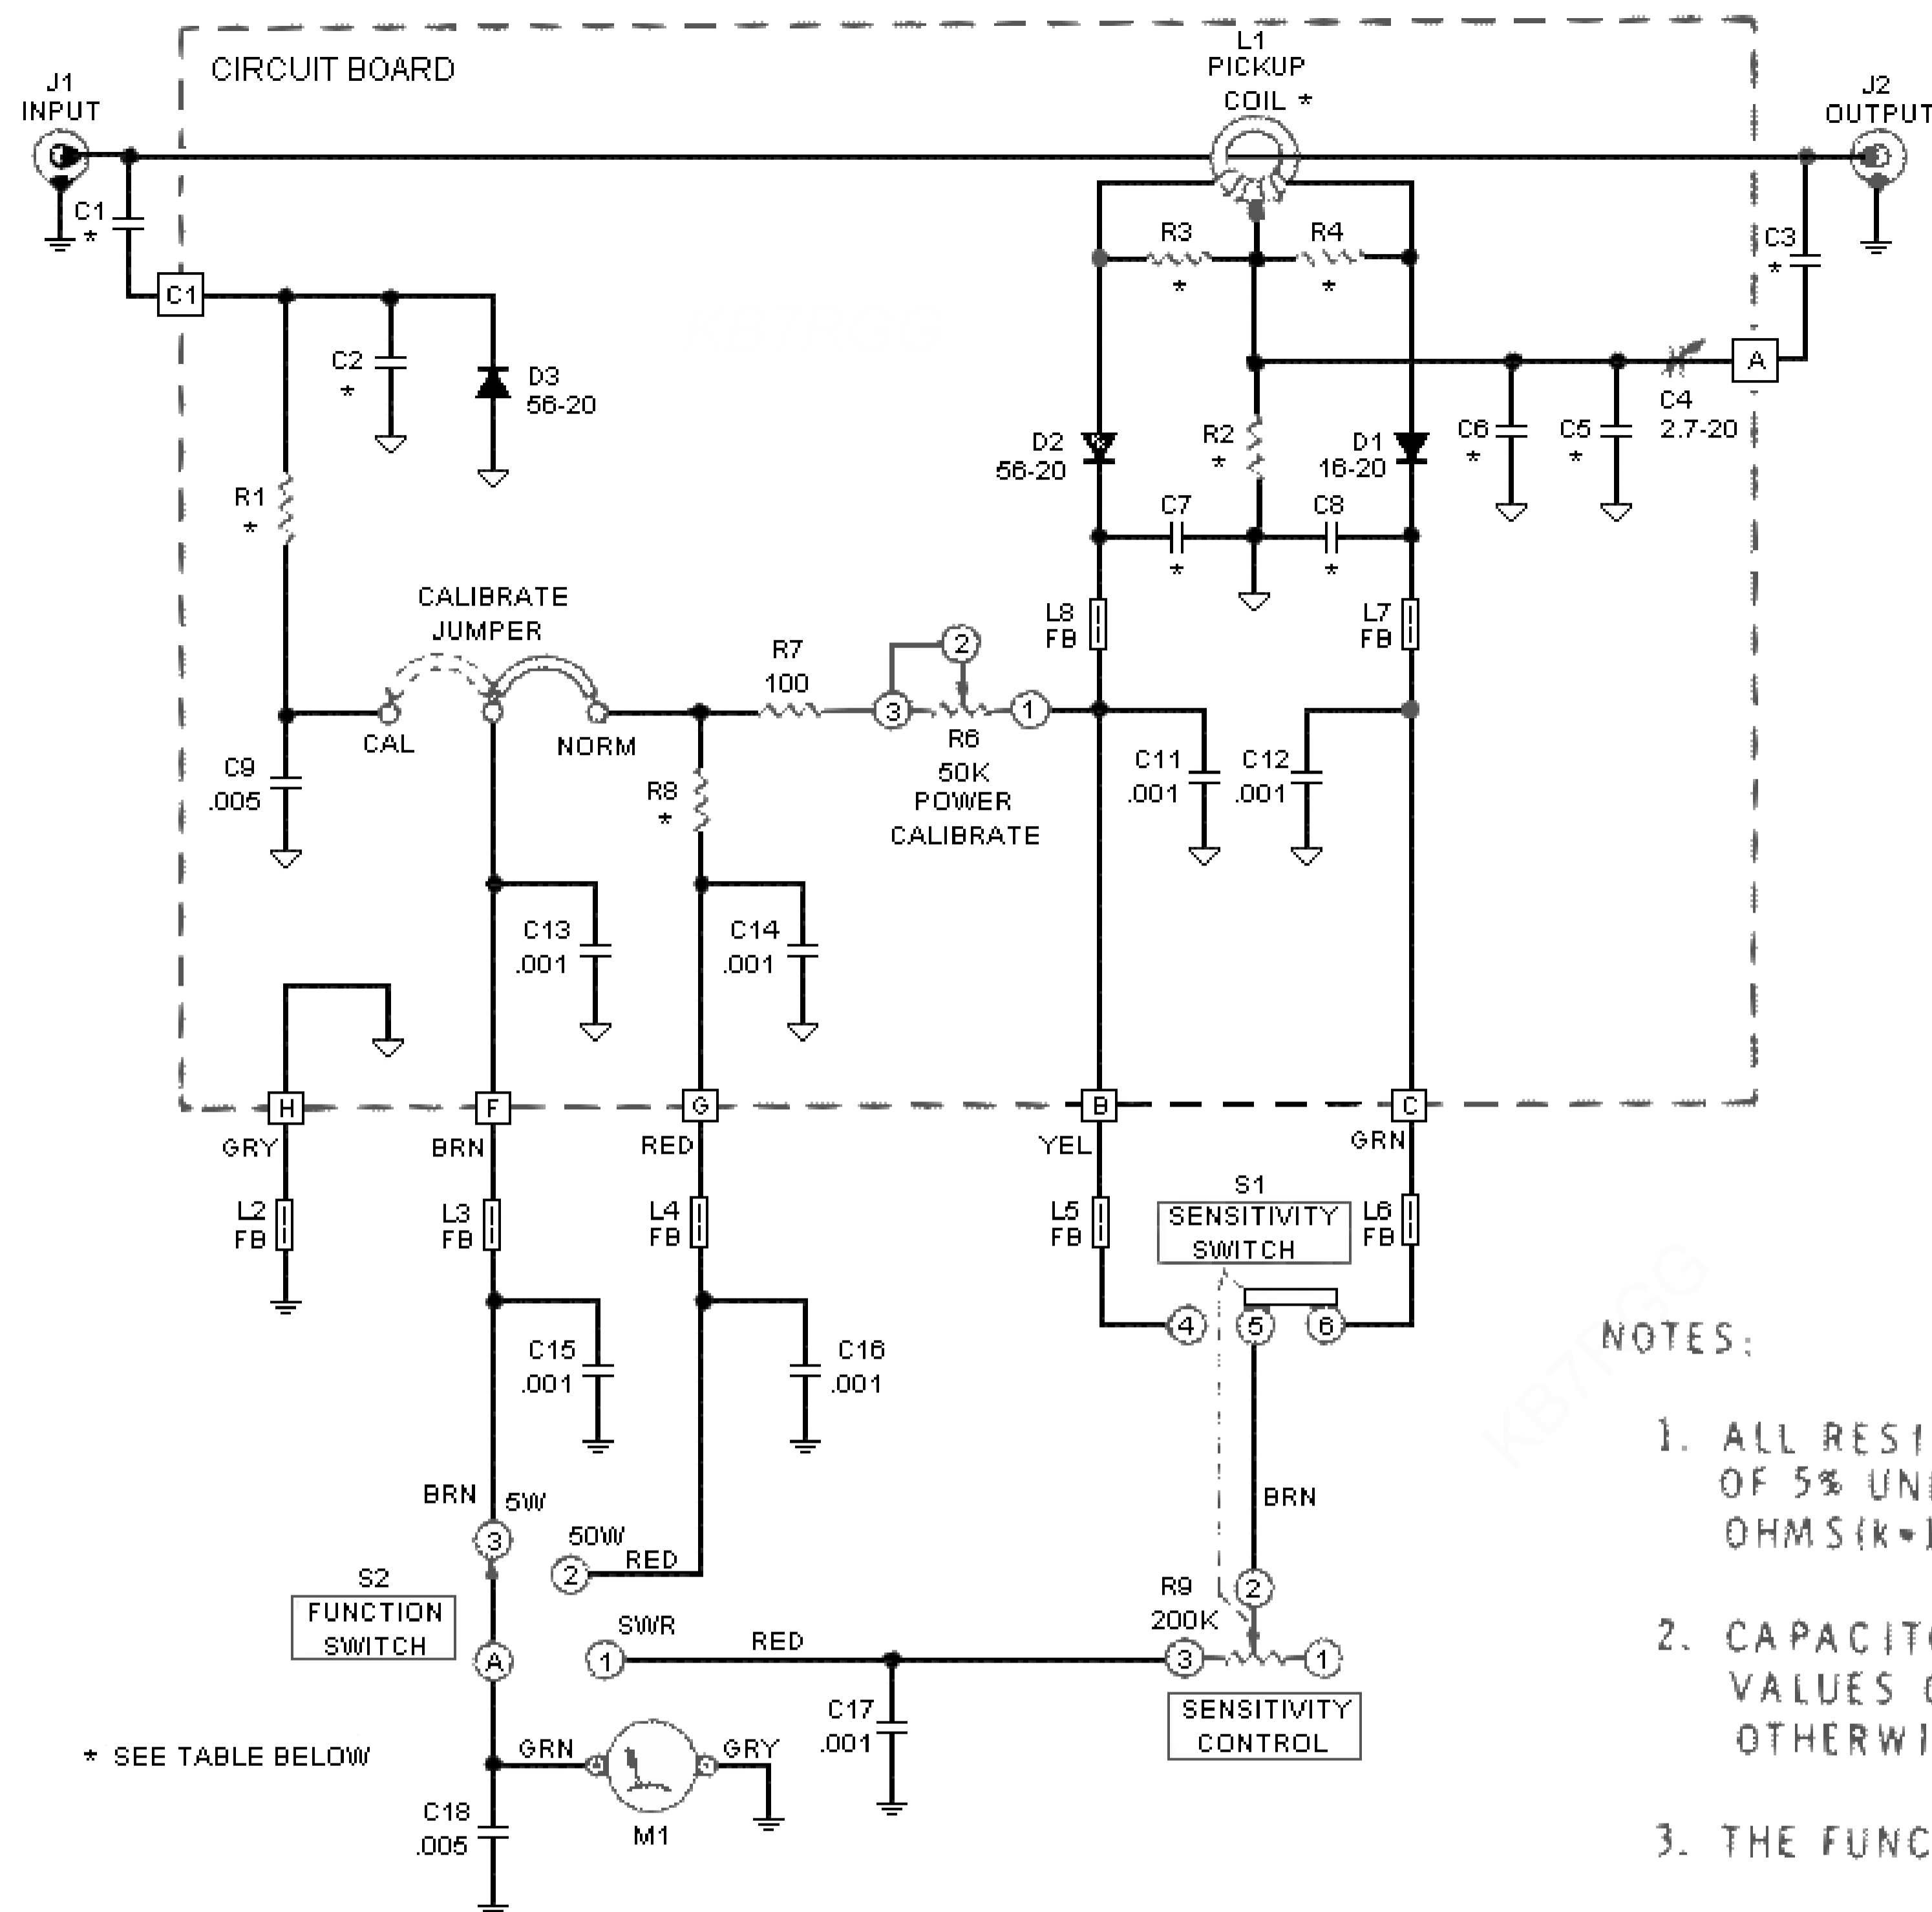 CIRCUIT BOARD
J1
INPUT
L1
PICKUP
COIL *
J2
OUTPUT
C1
*
C1
R3
*
R4
*
C3
*
C2
*
D3
56-20
A
C4
2.7-20
C6
*
C5
*
D2
56-20
R2
*
D1
16-20
R1
*
C7
*
C8
*
CALIBRATE
JUMPER
L8
FB
L7
FB
R7
100
2
3
1
CAL
NORM
R6
50K
POWER
CALIBRATE
C9
.005
R8
*
C11
.001
C12
.001
C13
.001
C14
.001
H
F
G
B
C
GRY
BRN
RED
YEL
GRN
L2
FB
L3
FB
L4
FB
L5
FB
S1
SENSITIVITY
SWITCH
L6
FB
4
5
6
C15
.001
C16
.001
NOTES:
1. ALL RESI
OF 5% UN
OHMS(k=1
BRN
5W
3
50W
2
RED
BRN
S2
FUNCTION
SWITCH
A
SWR
1
RED
R9
200K
2
3
1
2. CAPACIT
VALUES
OTHERWI
C17
.001
SENSITIVITY
CONTROL
* SEE TABLE BELOW
GRN
GRY
M1
C18
.005
3. THE FUNC
KB7RGG